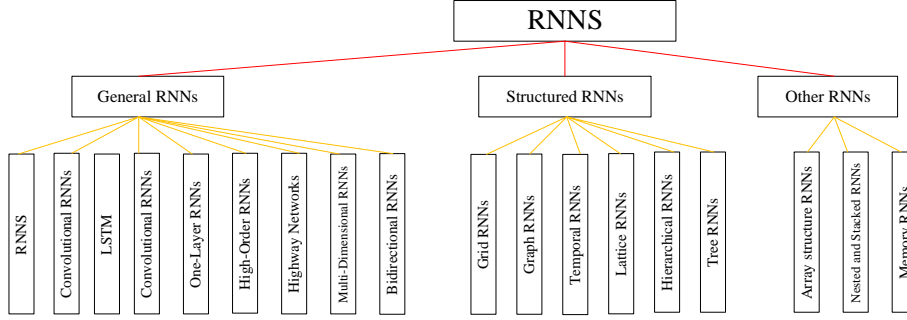 RNNS
General RNNs
Structured RNNs
Other RNNs
RNNS
Convolutional RNNs
LSTM
Convolutional RNNs
One-Layer RNNs
High-Order RNNs
Highway Networks
Multi-Dimensional RNNs
Bidirectional RNNs
Grid RNNs
Graph RNNs
Temporal RNNs
Lattice RNNs
Hierarchical RNNs
Tree RNNs
Array structure RNNs
Nested and Stacked RNNs
Memory RNNs